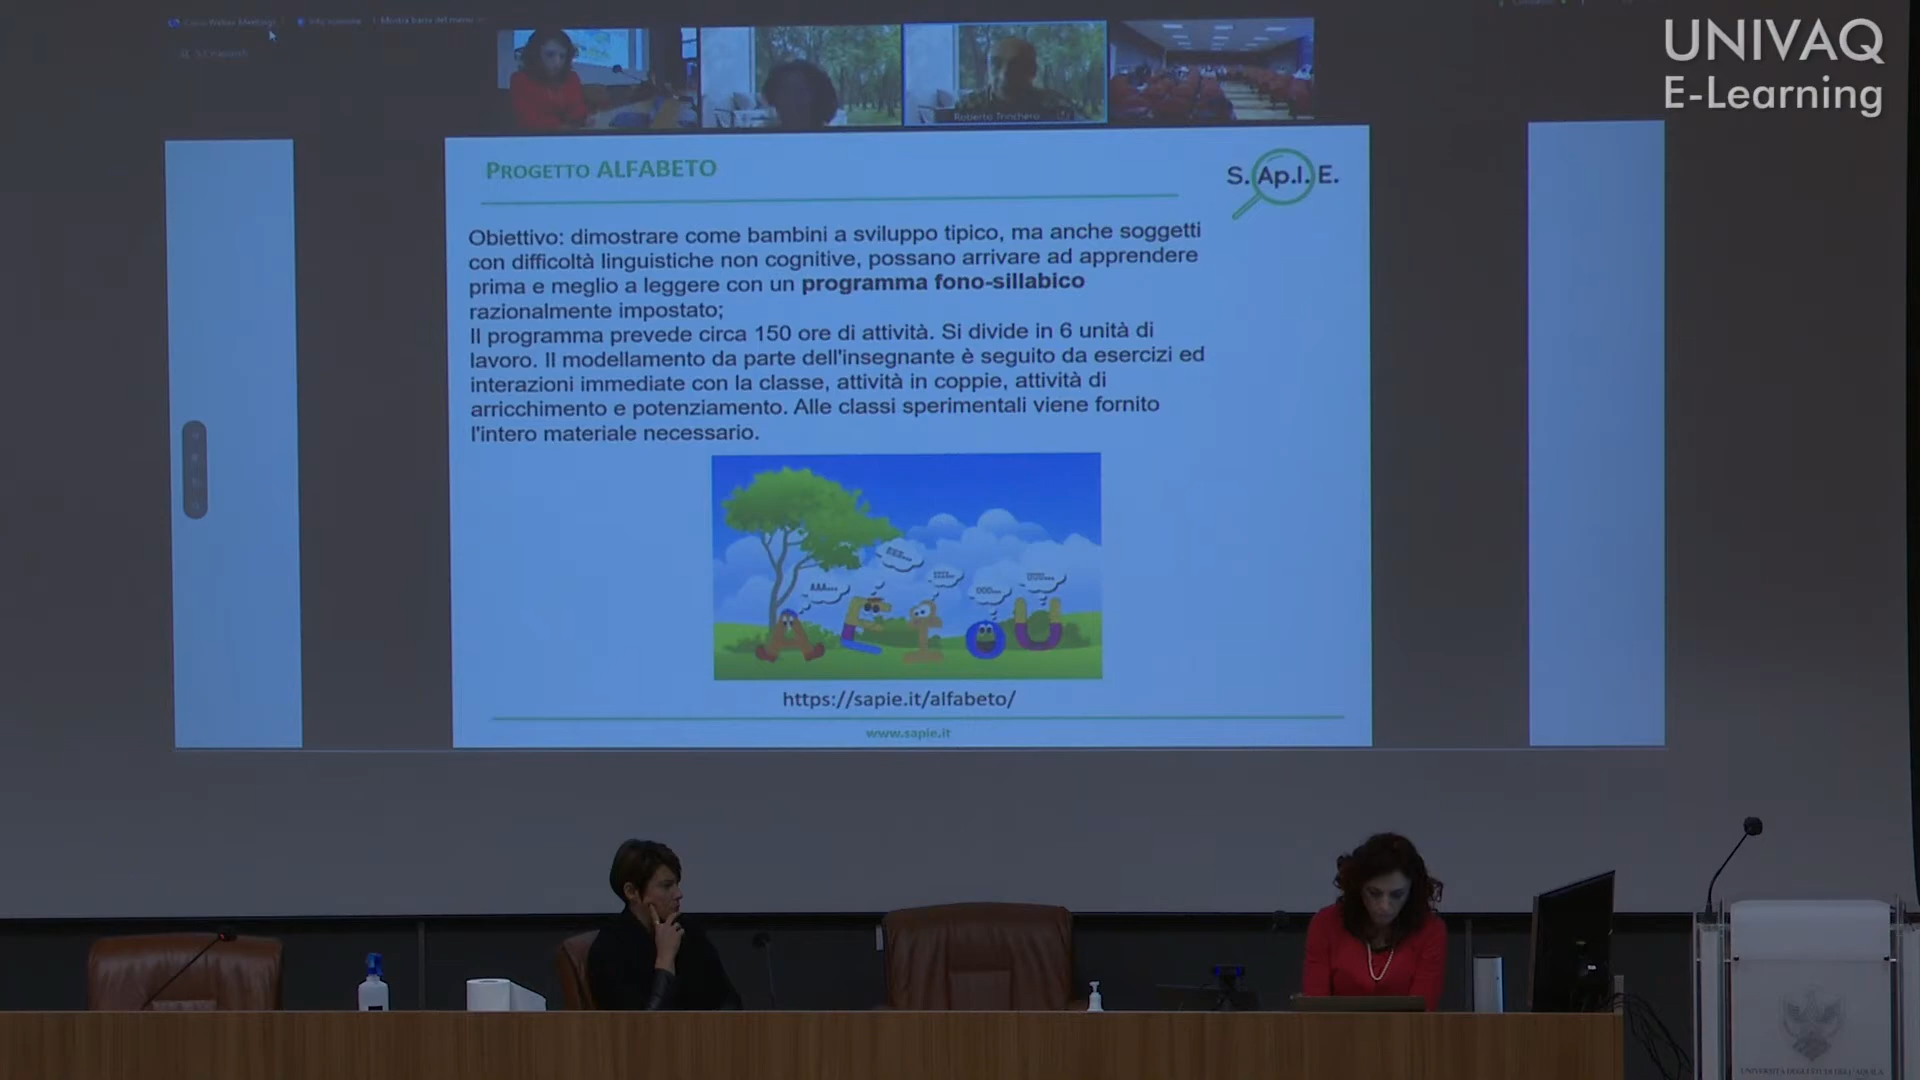 UNIVAQ
E-Learning
Roberto Trinchero
PROGETTO ALFABETO
S.Ap.I.E.
Obiettivo: dimostrare come bambini a sviluppo tipico, ma anche soggetti
con difficoltà linguistiche non cognitive, possano arrivare ad apprendere
prima e meglio a leggere con un programma fono-sillabico
razionalmente impostato;
Il programma prevede circa 150 ore di attività. Si divide in 6 unità di
lavoro. Il modellamento da parte dell'insegnante è seguito da esercizi ed
interazioni immediate con la classe, attività in coppie, attività di
arricchimento e potenziamento. Alle classi sperimentali viene fornito
l'intero materiale necessario.
A E I O U
https://sapie.it/alfabeto/
www.sapie.it